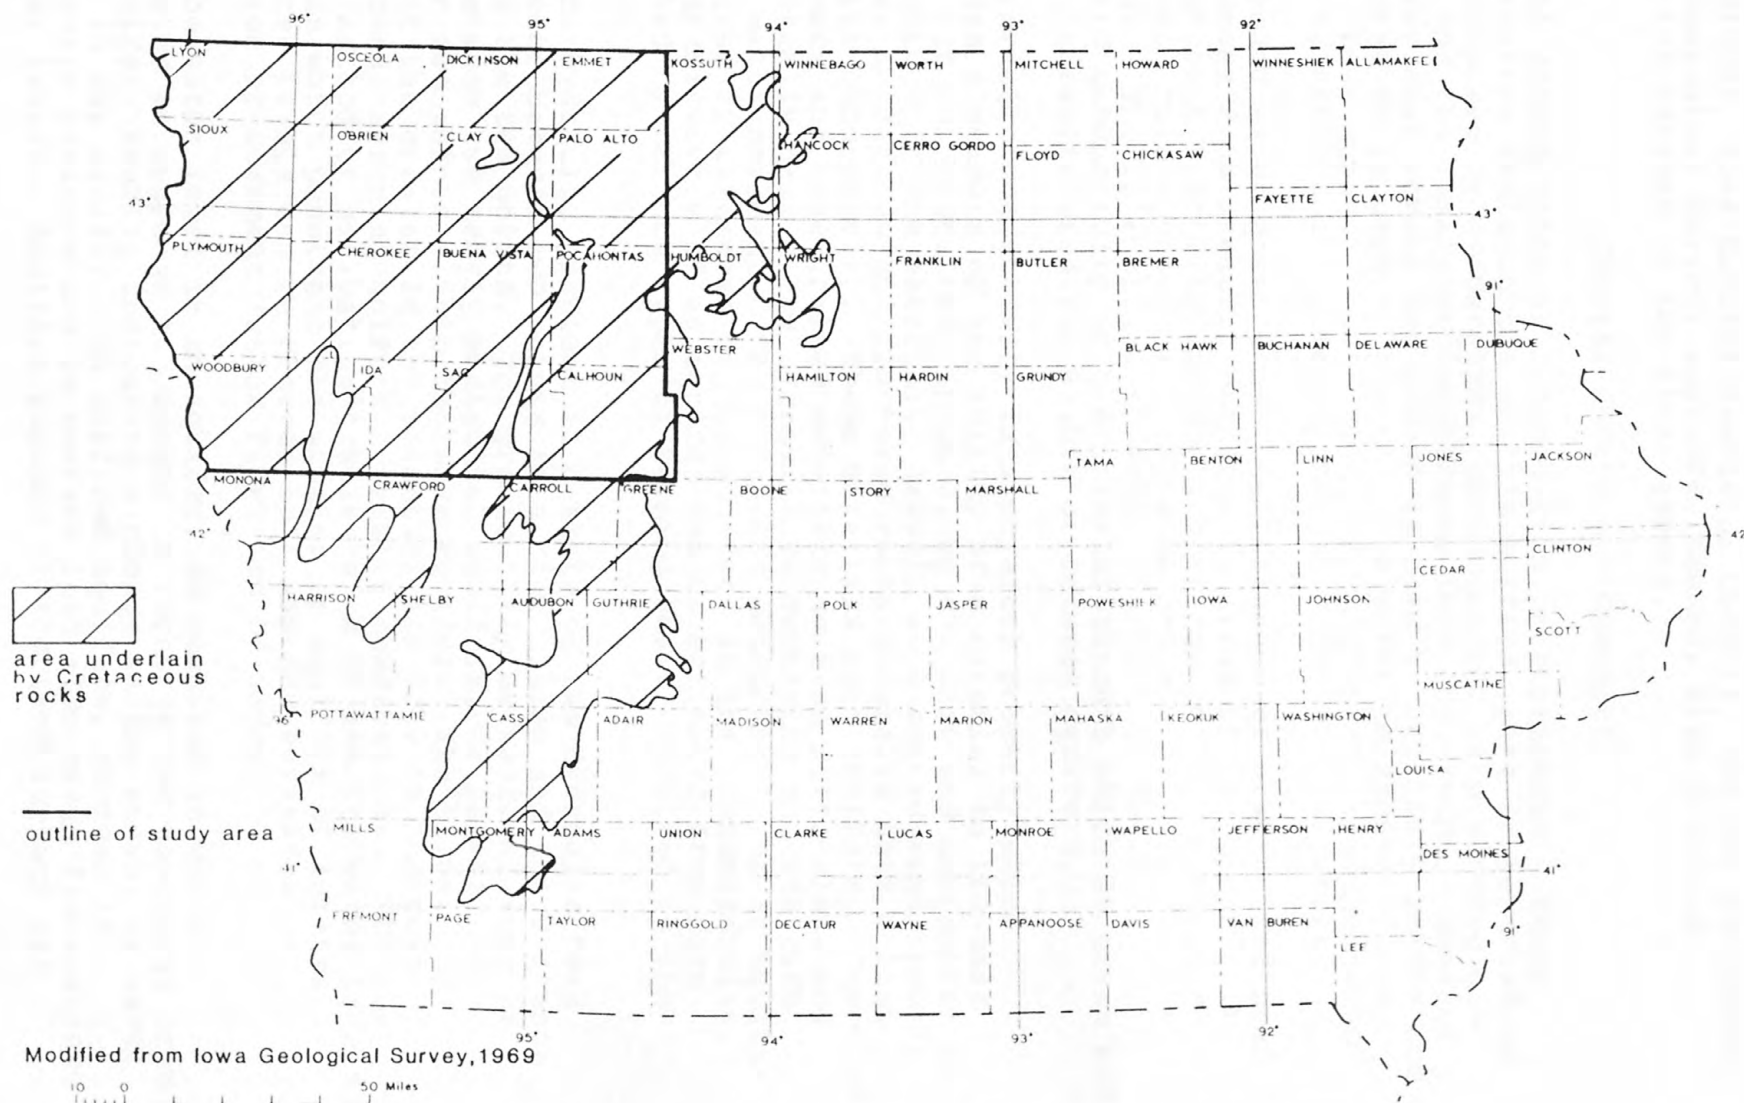 96° 95° 94° 93° 92°
LYON OSCEOLA DICKINSON EMMET KOSSUTH WINNEBAGO WORTH MITCHELL HOWARD WINNESHIEK ALLAMAKEE
SIOUX O'BRIEN CLAY PALO ALTO HANCOCK CERRO GORDO FLOYD CHICKASAW
43° FAYETTE CLAYTON 43°
PLYMOUTH CHEROKEE BUENA VISTA POCAHONTAS HUMBOLDT WRIGHT FRANKLIN BUTLER BREMER
91°
WEBSTER BLACK HAWK BUCHANAN DELAWARE DUBUQUE
WOODBURY IDA SAC CALHOUN HAMILTON HARDIN GRUNDY
TAMA BENTON LINN JONES JACKSON
MONONA CRAWFORD CARROLL GREENE BOONE STORY MARSHALL
42° 42
CLINTON
CEDAR
HARRISON SHELBY AUDUBON GUTHRIE DALLAS POLK JASPER POWESHIEK IOWA JOHNSON
SCOTT
area underlain
by Cretaceous
rocks
MUSCATINE
96° POTTAWATTAMIE CASS ADAIR MADISON WARREN MARION MAHASKA KEOKUK WASHINGTON
LOUISA
outline of study area
MILLS MONTGOMERY ADAMS UNION CLARKE LUCAS MONROE WAPELLO JEFFERSON HENRY
DES MOINES
41° 41°
FREMONT PAGE TAYLOR RINGGOLD DECATUR WAYNE APPANOOSE DAVIS VAN BUREN
91°
LEE
95° 94° 93° 92°
Modified from Iowa Geological Survey,1969
10 0 50 Miles